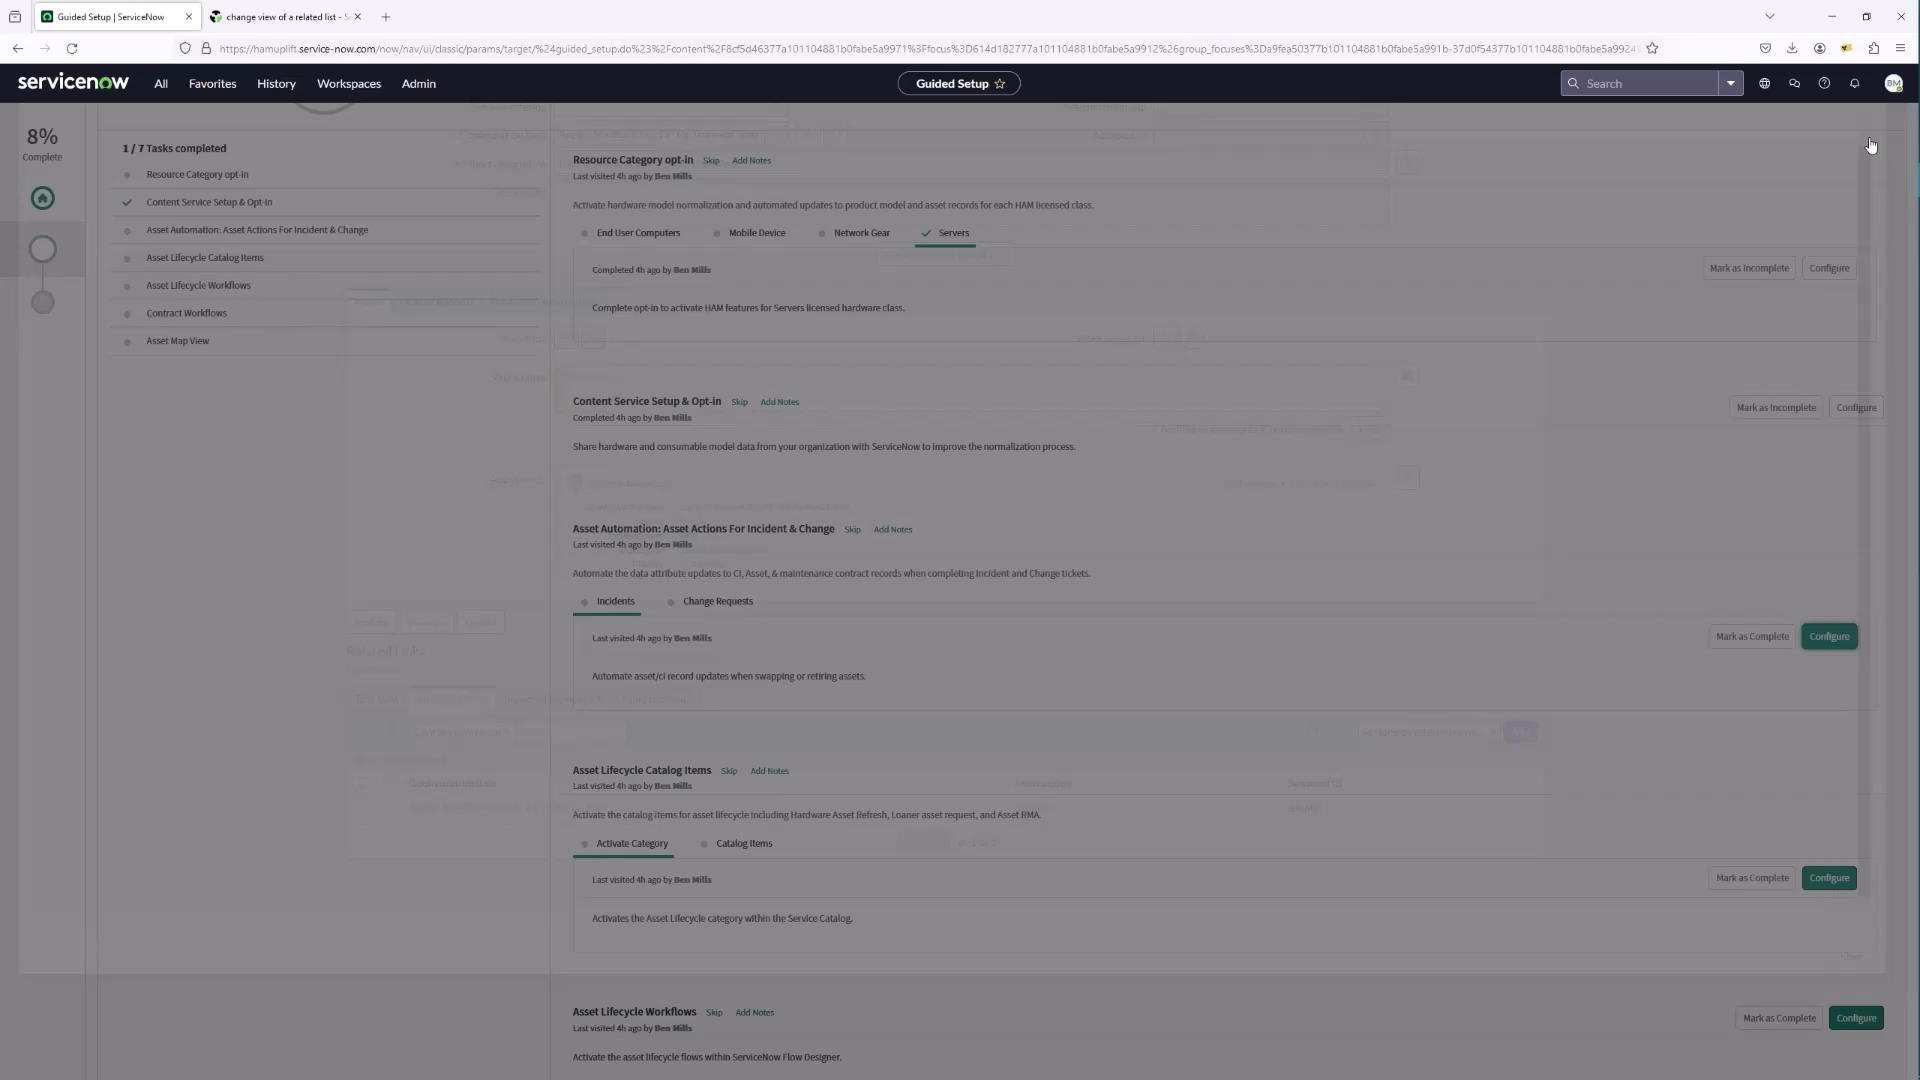 Guided Setup | ServiceNow
change view of a related list - S
https://hamuplift.service-now.com/now/nav/ui/classic/params/target/%24guided_setup.do%23%2Fcontent%2F8cf5d46377a101104881b0fabe5a9971%3Ffocus%3D614d182777a101104881b0fabe5a9912%26group_focuses%3Da9fea50377b101104881b0fabe5a991b-37d0f54377b101104881b0fabe5a9924
servicenow
All
Favorites
History
Workspaces
Admin
Guided Setup
Search
BM
8%
Complete
1 / 7 Tasks completed
Resource Category opt-in
Content Service Setup & Opt-in
Asset Automation: Asset Actions For Incident & Change
Asset Lifecycle Catalog Items
Asset Lifecycle Workflows
Contract Workflows
Asset Map View
Resource Category opt-in Skip Add Notes
Last visited 4h ago by Ben Mills
Activate hardware model normalization and automated updates to product model and asset records for each HAM licensed class.
End User Computers Mobile Device Network Gear Servers
Completed 4h ago by Ben Mills
Mark as Incomplete Configure
Complete opt-in to activate HAM features for Servers licensed hardware class.
Content Service Setup & Opt-in Skip Add Notes
Completed 4h ago by Ben Mills
Mark as Incomplete Configure
Share hardware and consumable model data from your organization with ServiceNow to improve the normalization process.
Asset Automation: Asset Actions For Incident & Change Skip Add Notes
Last visited 4h ago by Ben Mills
Automate the data attribute updates to CI, Asset, & maintenance contract records when completing Incident and Change tickets.
Incidents Change Requests
Last visited 4h ago by Ben Mills
Mark as Complete Configure
Automate asset/ci record updates when swapping or retiring assets.
Asset Lifecycle Catalog Items Skip Add Notes
Last visited 4h ago by Ben Mills
Activate the catalog items for asset lifecycle including Hardware Asset Refresh, Loaner asset request, and Asset RMA.
Activate Category Catalog Items
Last visited 4h ago by Ben Mills
Mark as Complete Configure
Activates the Asset Lifecycle category within the Service Catalog.
Asset Lifecycle Workflows Skip Add Notes
Last visited 4h ago by Ben Mills
Mark as Complete Configure
Activate the asset lifecycle flows within ServiceNow Flow Designer.
Related Links